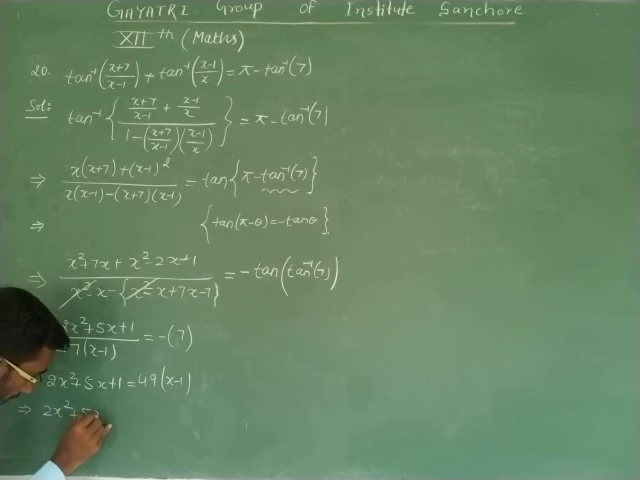 GAYATRI Group of Institute Sanchore
XII th (Maths)
20. tan⁻¹((x+7)/(x-1)) + tan⁻¹((x-1)/x) = π - tan⁻¹(7)
Sol: tan⁻¹{((x+7)/(x-1) + (x-1)/x)/(1-((x+7)/(x-1))((x-1)/x))} = π - tan⁻¹(7)
⇒ (x(x+7)+(x-1)²)/(x(x-1)-(x+7)(x-1)) = tan{π-tan⁻¹(7)}
⇒ {tan(π-θ)=-tanθ}
⇒ (x²+7x+x²-2x+1)/(x²-x-{x²-x+7x-7}) = -tan(tan⁻¹(7))
2x²+5x+1/-7(x-1) = -(7)
2x²+5x+1=49(x-1)
⇒ 2x²+5x